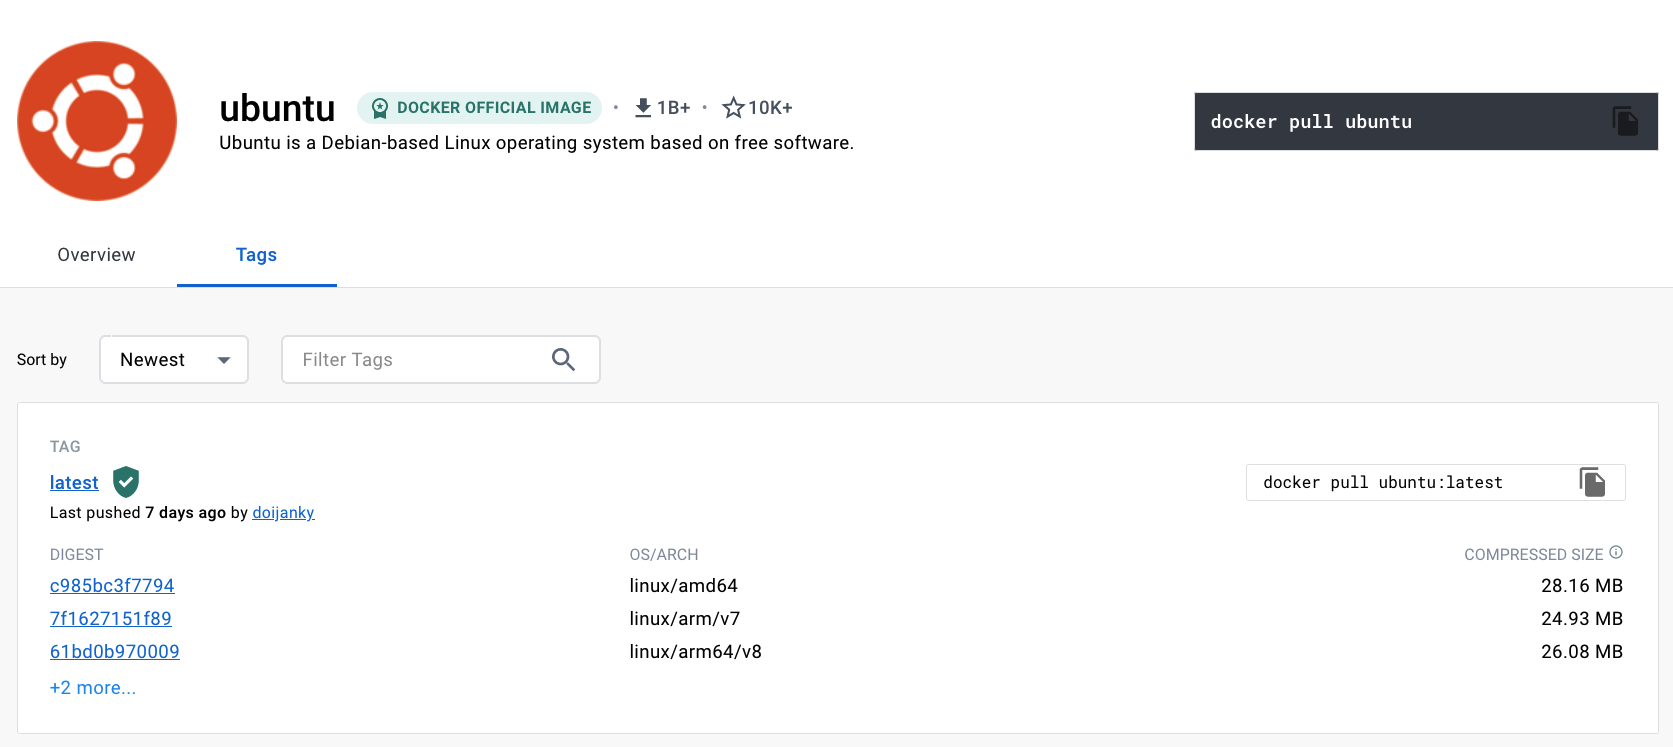 ubuntu
DOCKER OFFICIAL IMAGE · 1B+ · 10K+
Ubuntu is a Debian-based Linux operating system based on free software.
docker pull ubuntu
Overview
Tags
Sort by
Newest
Filter Tags
TAG
latest
docker pull ubuntu:latest
Last pushed 7 days ago by doijanky
DIGEST OS/ARCH COMPRESSED SIZE
c985bc3f7794 linux/amd64 28.16 MB
7f1627151f89 linux/arm/v7 24.93 MB
61bd0b970009 linux/arm64/v8 26.08 MB
+2 more...